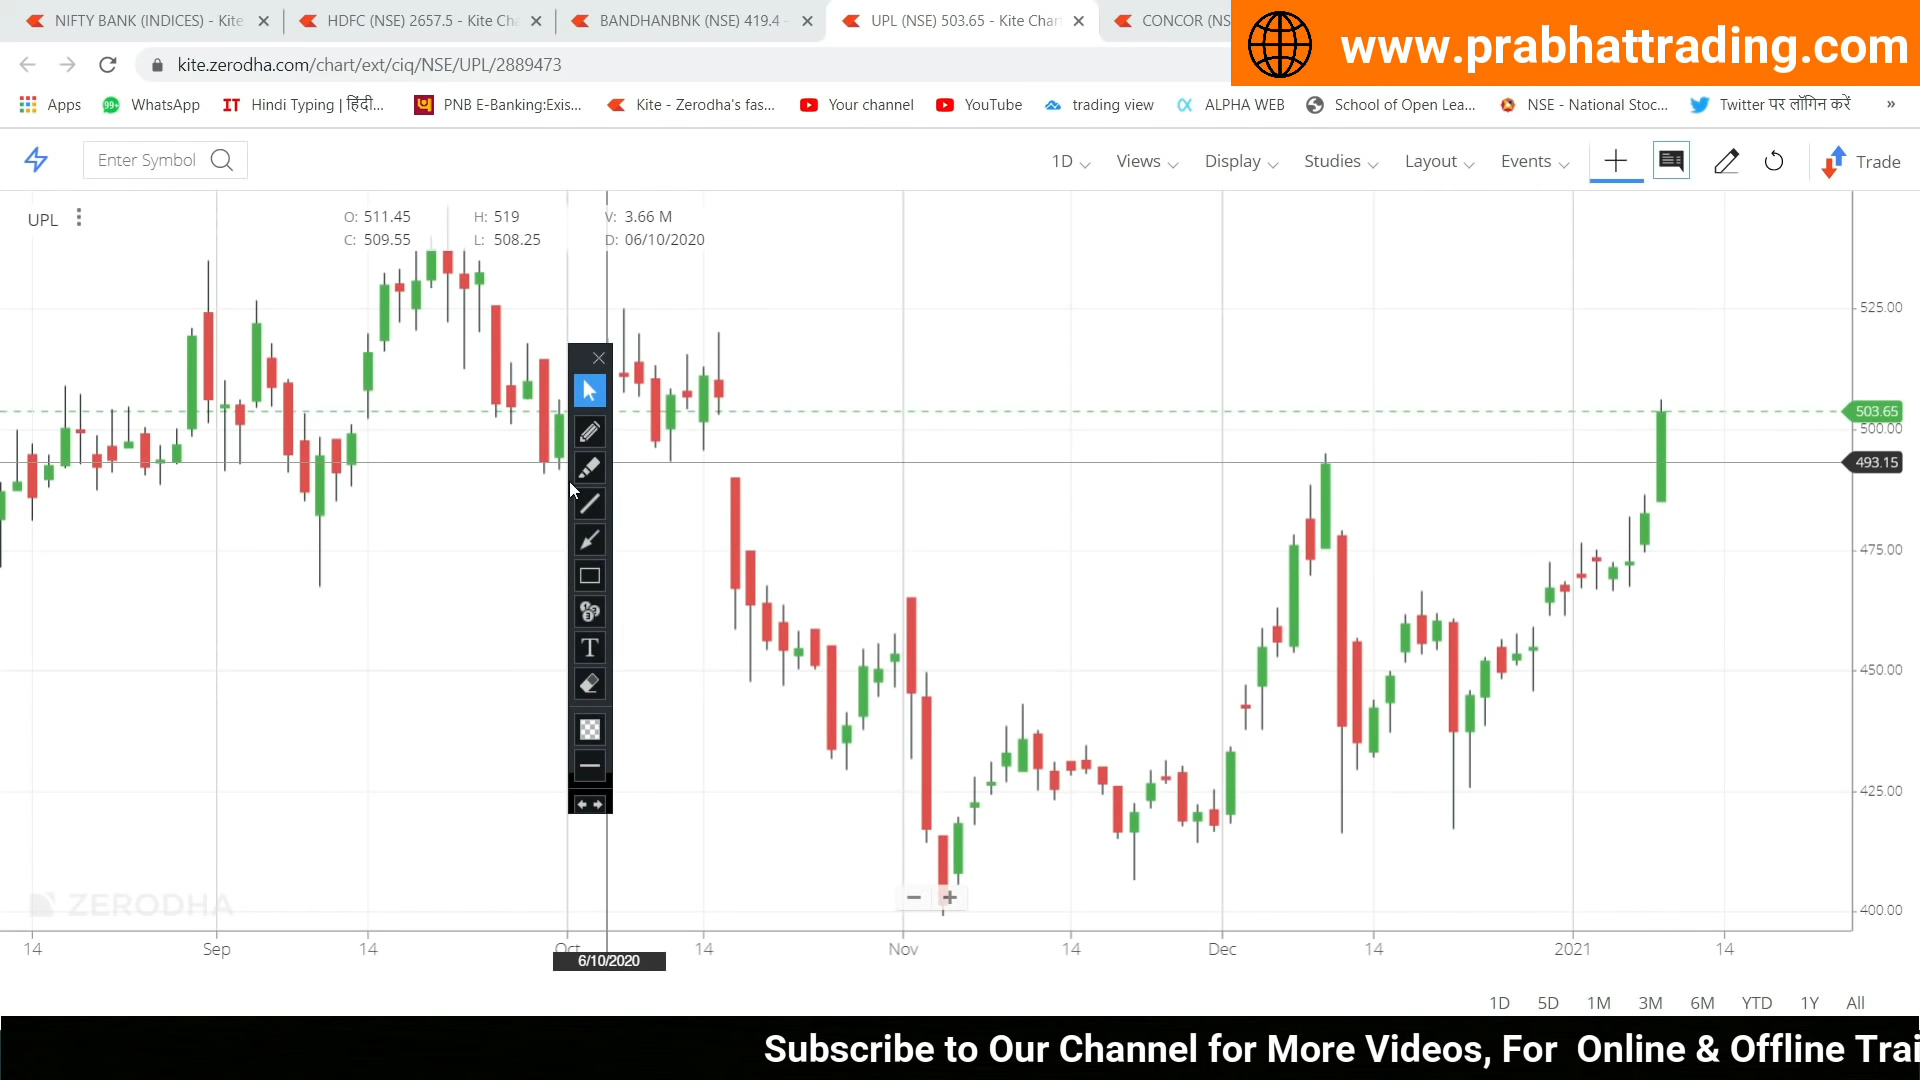 NIFTY BANK (INDICES) - Kite
HDFC (NSE) 2657.5 - Kite Cha
BANDHANBNK (NSE) 419.4 -
UPL (NSE) 503.65 - Kite Char
CONCOR (NS
www.prabhattrading.com
kite.zerodha.com/chart/ext/ciq/NSE/UPL/2889473
Apps
99+ WhatsApp
IT Hindi Typing | हिंदी...
PNB E-Banking:Exis...
Kite - Zerodha's fas...
Your channel
YouTube
trading view
ALPHA WEB
School of Open Lea...
NSE - National Stoc...
Twitter पर लॉगिन करें
»
Enter Symbol
1D
Views
Display
Studies
Layout
Events
Trade
UPL
O: 511.45 H: 519 V: 3.66 M
C: 509.55 L: 508.25 D: 06/10/2020
525.00
503.65
500.00
493.15
475.00
450.00
425.00
400.00
T
ZERODHA
14 Sep 14 Oct 14 Nov 14 Dec 14 2021 14
6/10/2020
1D 5D 1M 3M 6M YTD 1Y All
Subscribe to Our Channel for More Videos, For Online & Offline Trai